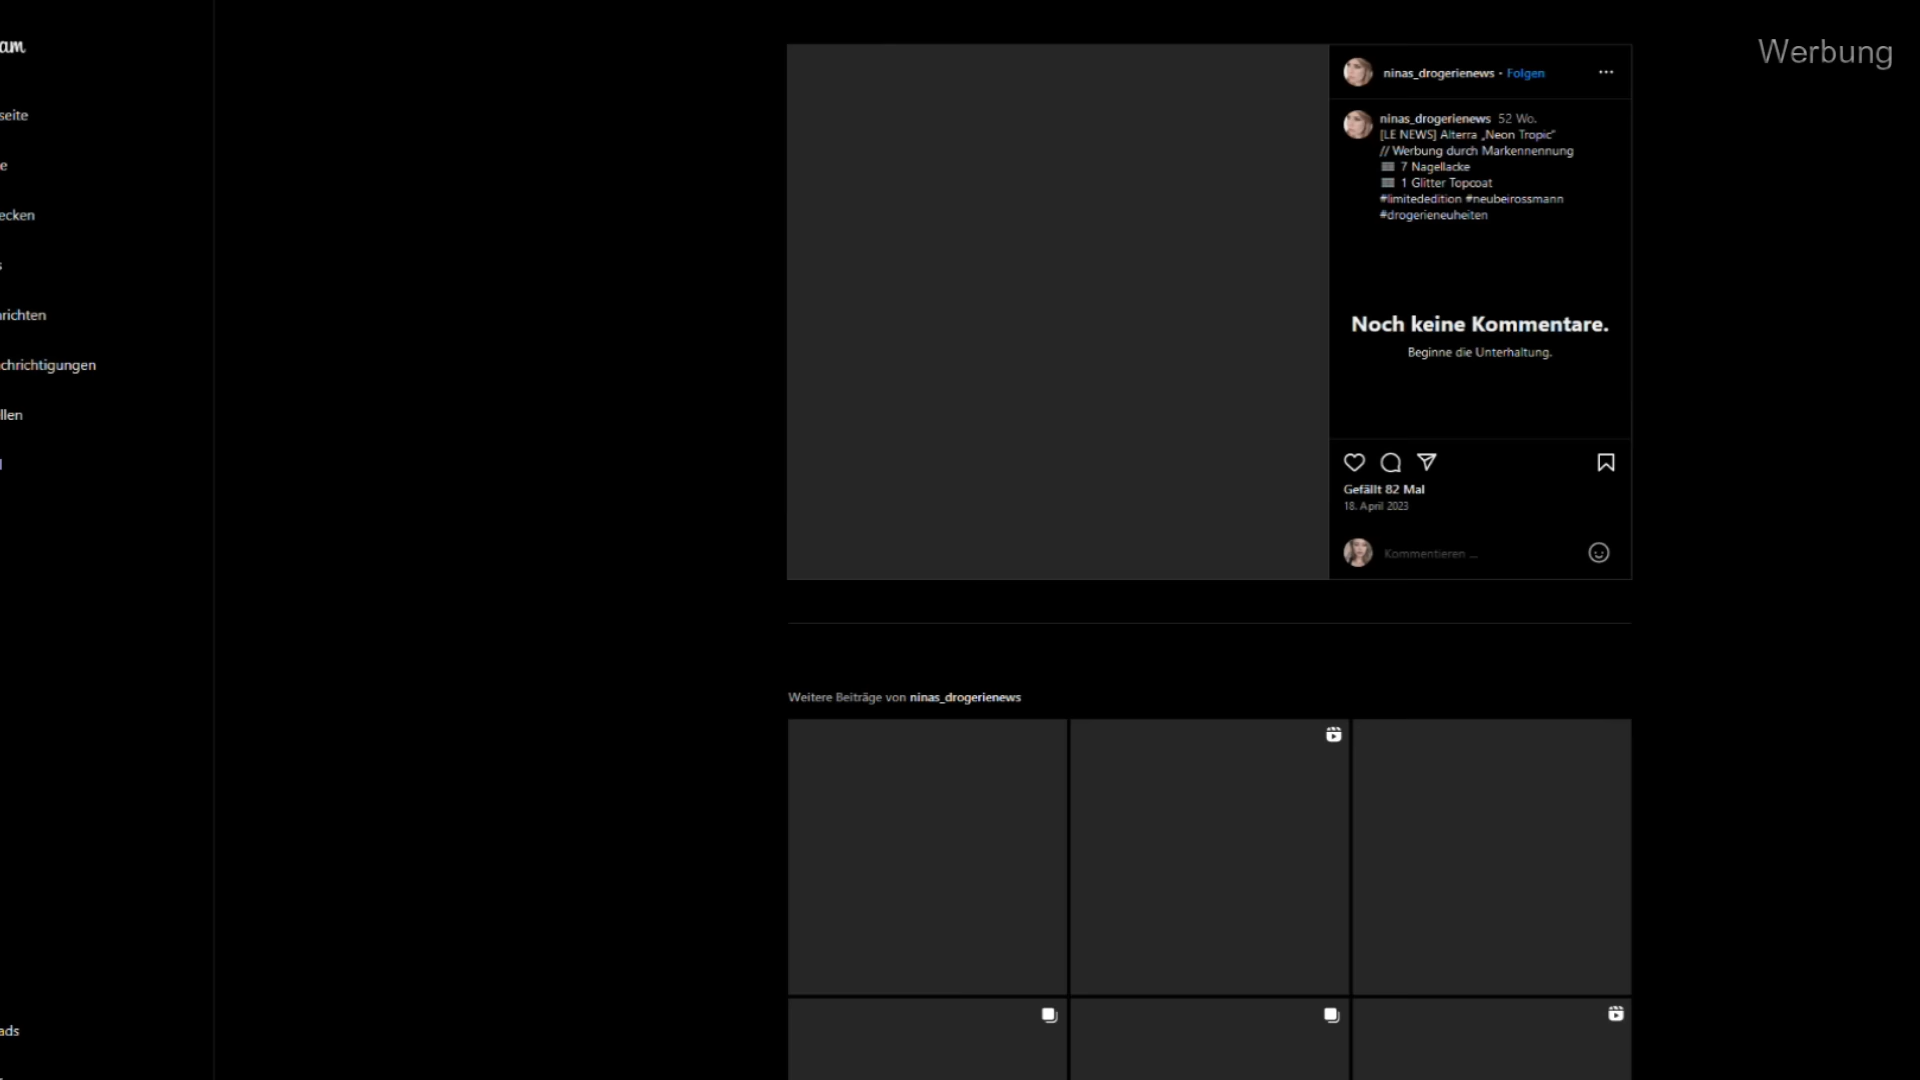 Werbung
am
seite
e
ecken
s
richten
chrichtigungen
llen
ads
ninas_drogerienews • Folgen
ninas_drogerienews 52 Wo.
[LE NEWS] Alterra „Neon Tropic“
// Werbung durch Markennennung
7 Nagellacke
1 Glitter Topcoat
#limitededition #neubeirossmann
#drogerieneuheiten
Noch keine Kommentare.
Beginne die Unterhaltung.
Gefällt 82 Mal
18. April 2023
Kommentieren ...
Weitere Beiträge von ninas_drogerienews